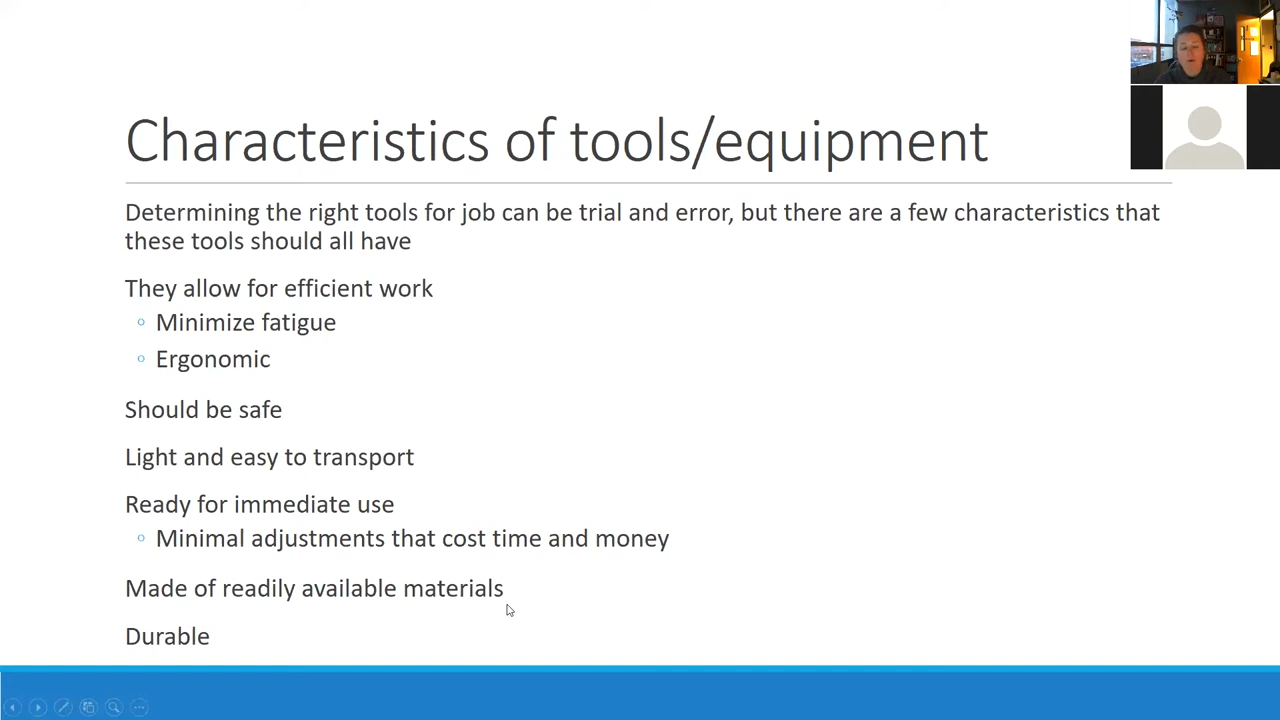 Characteristics of tools/equipment
Determining the right tools for job can be trial and error, but there are a few characteristics that
these tools should all have
They allow for efficient work
Minimize fatigue
Ergonomic
Should be safe
Light and easy to transport
Ready for immediate use
Minimal adjustments that cost time and money
Made of readily available materials
Durable